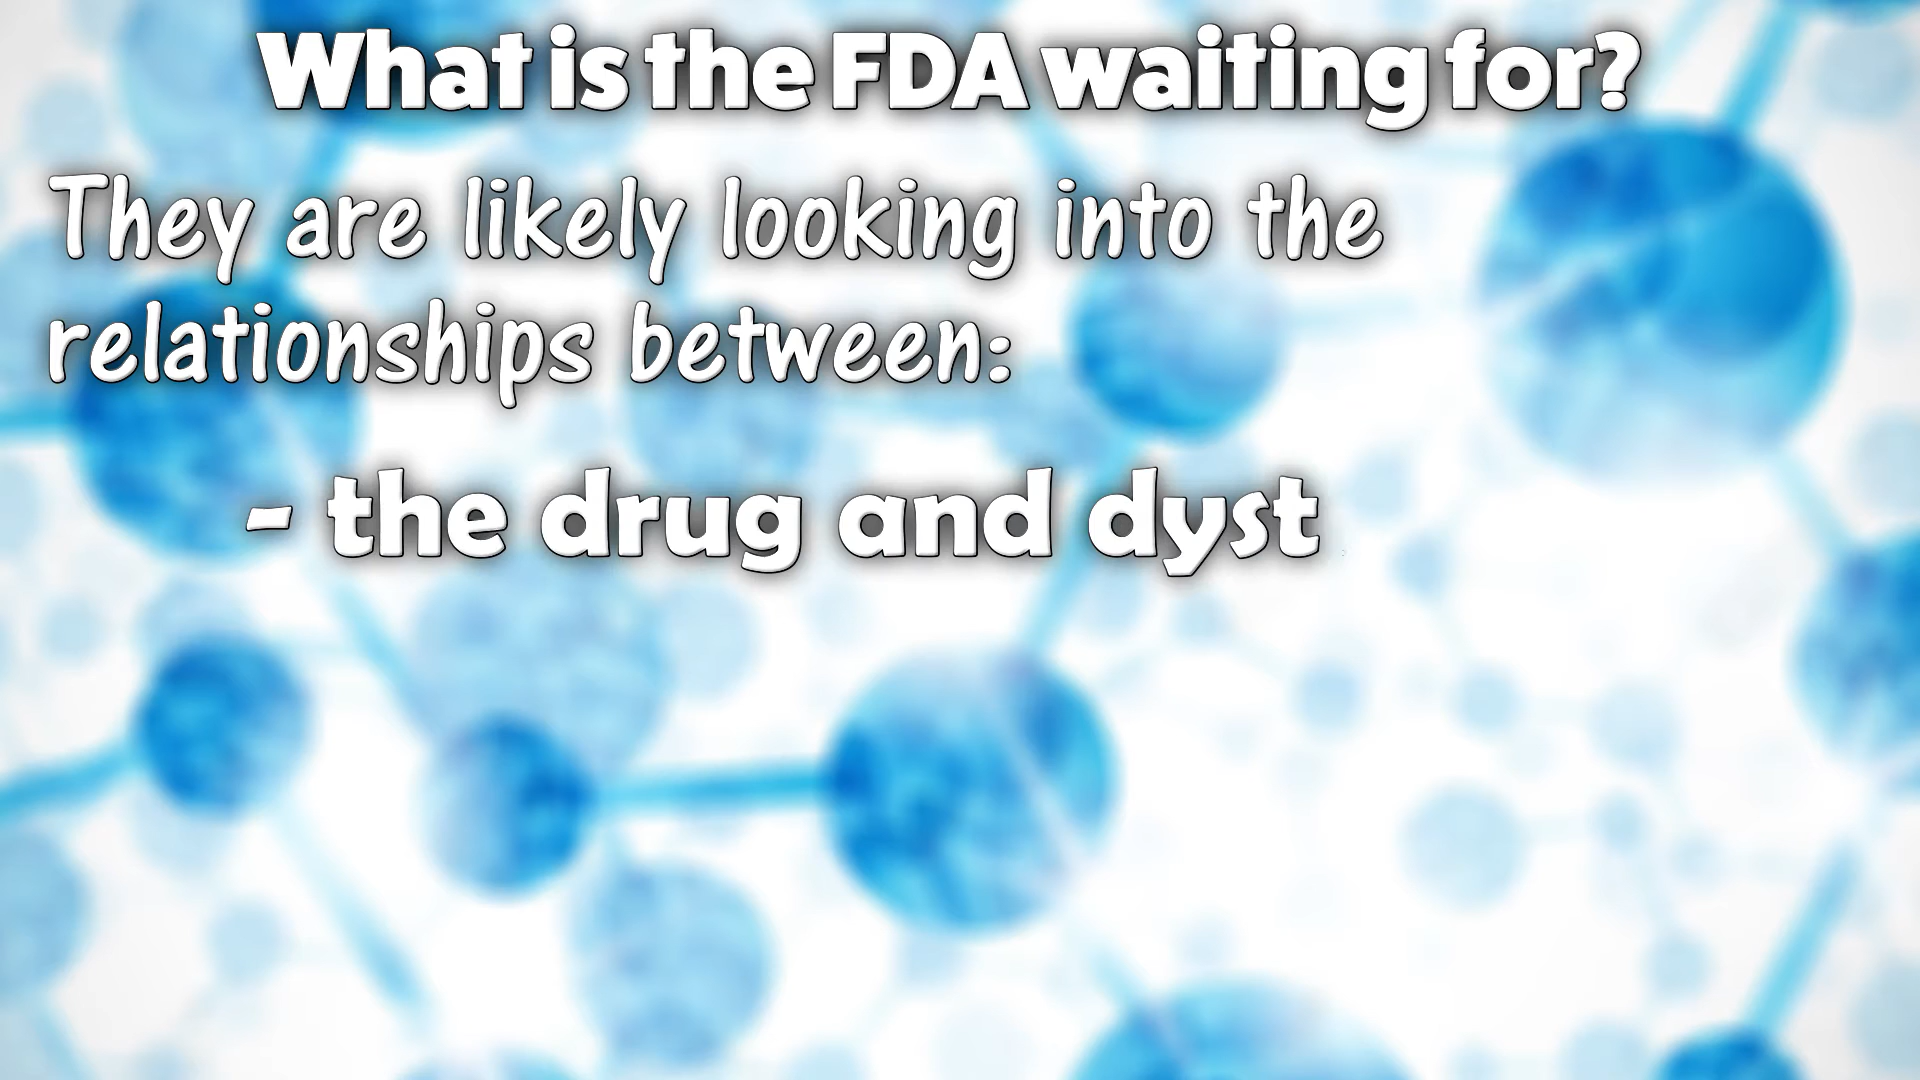 What is the FDA waiting for?
They are likely looking into the
relationships between:
- the drug and dyst